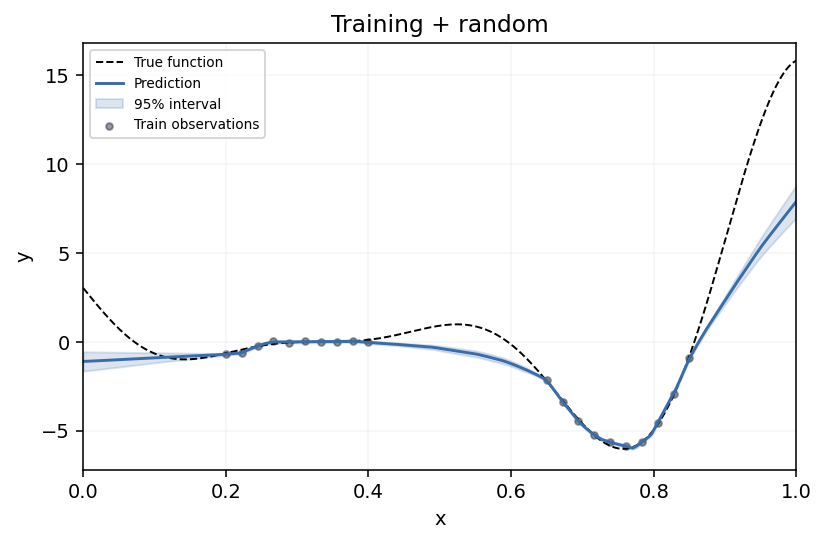 Training + random
True function
Prediction
95% interval
Train observations
15
10
5
0
−5
y
0.0 0.2 0.4 0.6 0.8 1.0
x